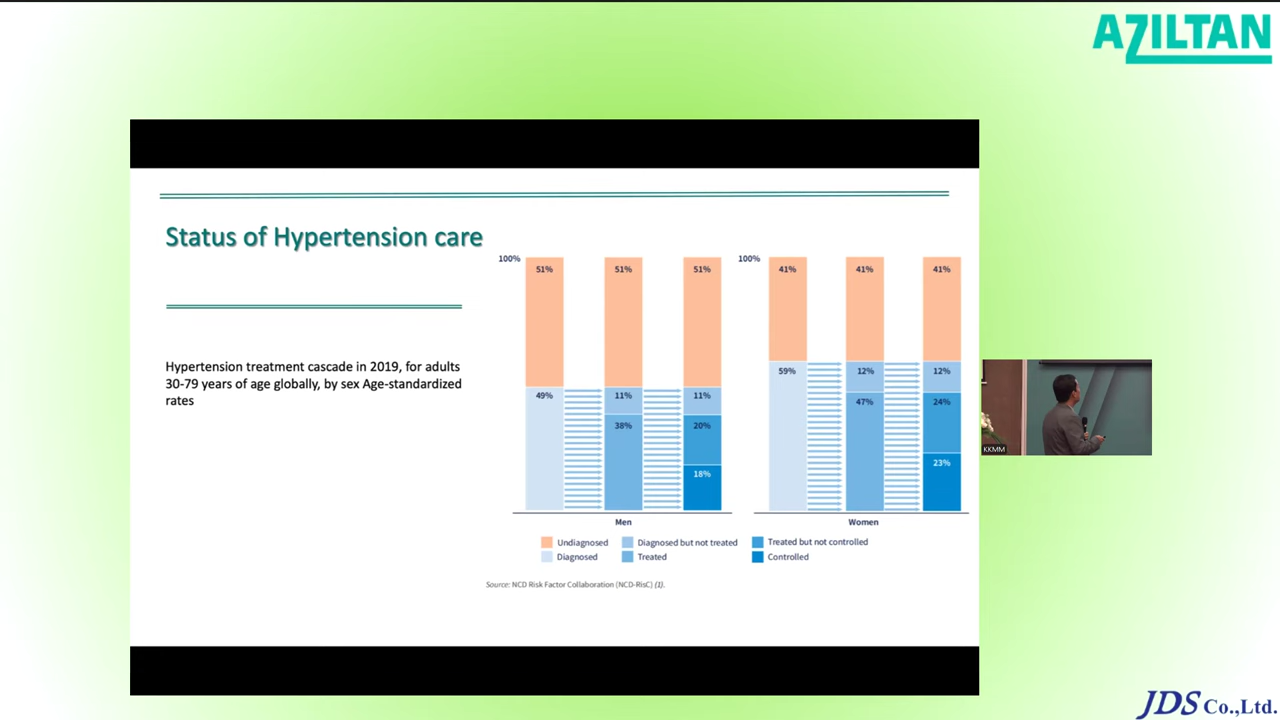 AZILTAN
Status of Hypertension care
Hypertension treatment cascade in 2019, for adults
30-79 years of age globally, by sex Age-standardized
rates
100%
51%
51%
51%
49%
11%
11%
38%
20%
18%
Men
100%
41%
41%
41%
59%
12%
12%
47%
24%
23%
Women
Undiagnosed
Diagnosed but not treated
Treated but not controlled
Diagnosed
Treated
Controlled
Source: NCD Risk Factor Collaboration (NCD-RisC) (1).
KKMM
JDS Co.,Ltd.